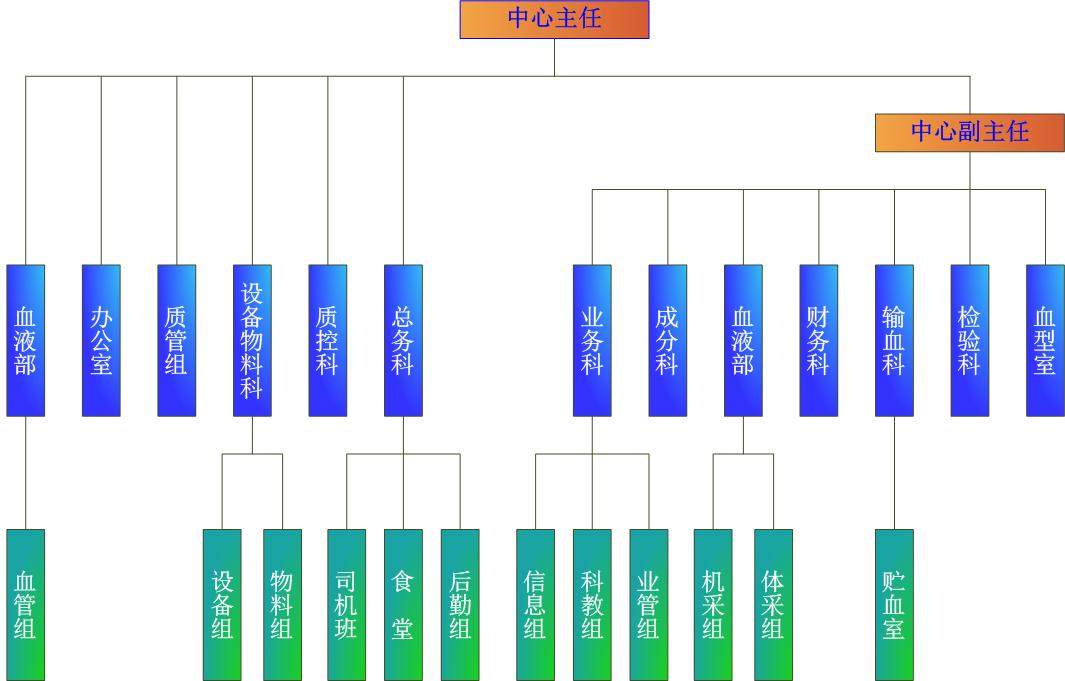 中心主任
中心副主任
血液部
办公室
质管组
设备物料科
质控科
总务科
业务科
成分科
血液部
财务科
输血科
检验科
血型室
血管组
设备组
物料组
司机班
食 堂
后勤组
信息组
科教组
业管组
机采组
体采组
贮血室